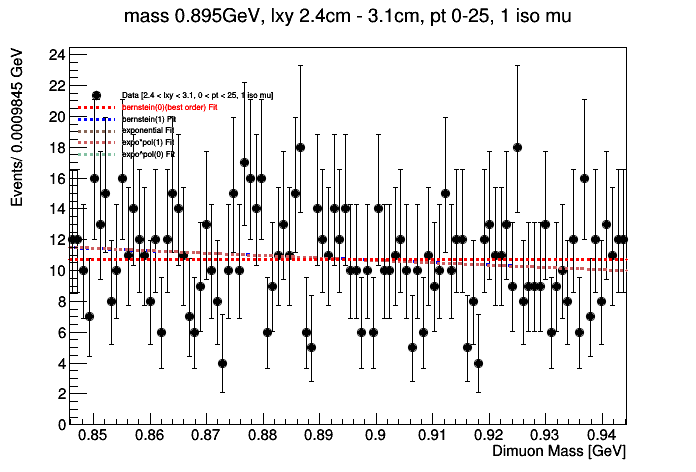 mass 0.895GeV, lxy 2.4cm - 3.1cm, pt 0-25, 1 iso mu
Events/ 0.0009845 GeV
24
22
20
18
16
14
12
10
8
6
4
2
0
Data [2.4 < lxy < 3.1, 0 < pt < 25, 1 iso mu]
bernstein(0)(best order) Fit
bernstein(1) Fit
exponential Fit
expo*pol(1) Fit
expo*pol(0) Fit
0.85 0.86 0.87 0.88 0.89 0.9 0.91 0.92 0.93 0.94
Dimuon Mass [GeV]